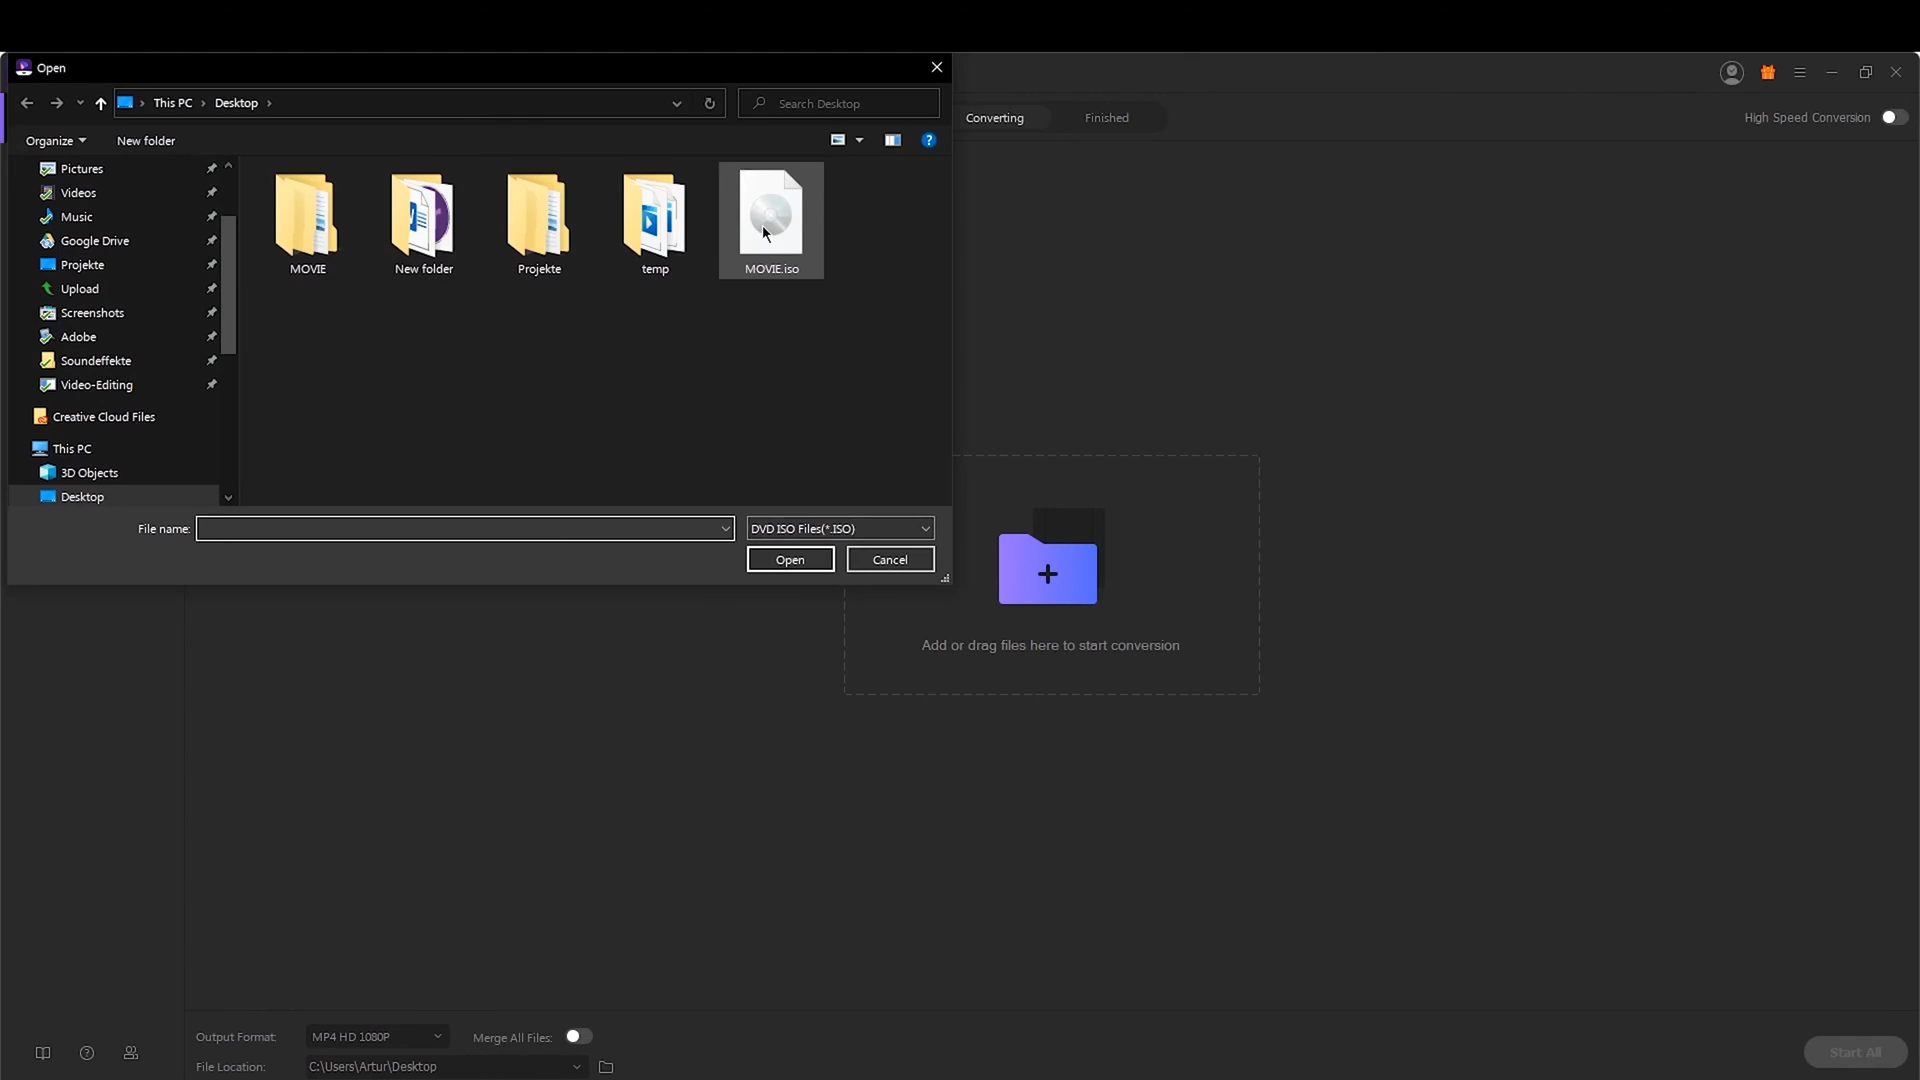 Open
This PC
Desktop
Search Desktop
Converting
Finished
High Speed Conversion
Organize
New folder
Pictures
Videos
Music
Google Drive
Projekte
Upload
Screenshots
Adobe
Soundeffekte
Video-Editing
Creative Cloud Files
This PC
3D Objects
Desktop
MOVIE
New folder
Projekte
temp
MOVIE.iso
File name:
DVD ISO Files(*.ISO)
Open
Cancel
Add or drag files here to start conversion
Output Format:
MP4 HD 1080P
Merge All Files:
File Location:
C:\Users\Artur\Desktop
Start All